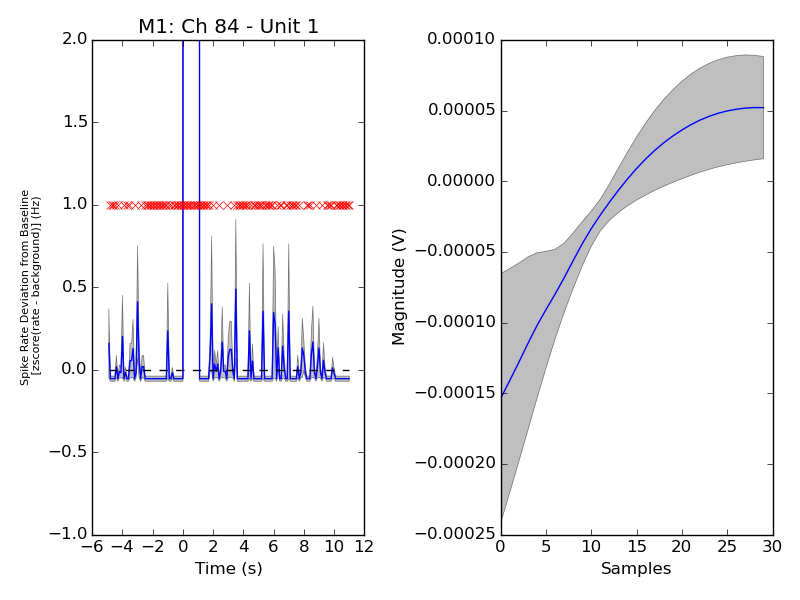 M1: Ch 84 - Unit 1
2.0
1.5
1.0
0.5
0.0
−0.5
−1.0
−6 −4 −2 0 2 4 6 8 10 12
Time (s)
Spike Rate Deviation from Baseline
[zscore(rate - background)] (Hz)
0.00010
0.00005
0.00000
−0.00005
−0.00010
−0.00015
−0.00020
−0.00025
0 5 10 15 20 25 30
Samples
Magnitude (V)